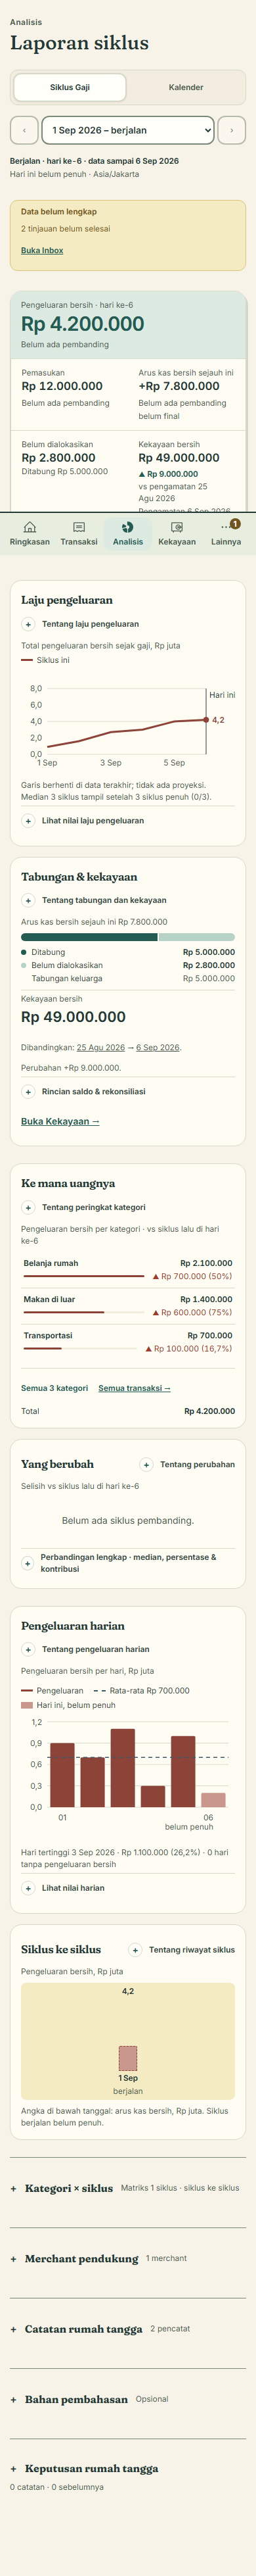 Analisis
Laporan siklus
Siklus Gaji
Kalender
‹
1 Sep 2026 – berjalan
›
Berjalan · hari ke-6 · data sampai 6 Sep 2026
Hari ini belum penuh · Asia/Jakarta
Data belum lengkap
2 tinjauan belum selesai
Buka Inbox
Pengeluaran bersih · hari ke-6
Rp 4.200.000
Belum ada pembanding
Pemasukan
Rp 12.000.000
Belum ada pembanding
Arus kas bersih sejauh ini
+Rp 7.800.000
Belum ada pembanding
belum final
Belum dialokasikan
Rp 2.800.000
Ditabung Rp 5.000.000
Kekayaan bersih
Rp 49.000.000
▲ Rp 9.000.000
vs pengamatan 25
Agu 2026
Pengamatan 6 Sep 2026
Ringkasan
Transaksi
Analisis
Kekayaan
1
Lainnya
Laju pengeluaran
+ Tentang laju pengeluaran
Total pengeluaran bersih sejak gaji, Rp juta
Siklus ini
8,0
Hari ini
6,0
4,0
4,2
2,0
0,0
1 Sep
3 Sep
5 Sep
Garis berhenti di data terakhir; tidak ada proyeksi.
Median 3 siklus tampil setelah 3 siklus penuh (0/3).
+ Lihat nilai laju pengeluaran
Tabungan & kekayaan
+ Tentang tabungan dan kekayaan
Arus kas bersih sejauh ini Rp 7.800.000
Ditabung Rp 5.000.000
Belum dialokasikan Rp 2.800.000
Tabungan keluarga Rp 5.000.000
Kekayaan bersih
Rp 49.000.000
Dibandingkan: 25 Agu 2026 → 6 Sep 2026.
Perubahan +Rp 9.000.000.
+ Rincian saldo & rekonsiliasi
Buka Kekayaan →
Ke mana uangnya
+ Tentang peringkat kategori
Pengeluaran bersih per kategori · vs siklus lalu di hari
ke-6
Belanja rumah Rp 2.100.000
▲ Rp 700.000 (50%)
Makan di luar Rp 1.400.000
▲ Rp 600.000 (75%)
Transportasi Rp 700.000
▲ Rp 100.000 (16,7%)
Semua 3 kategori Semua transaksi →
Total Rp 4.200.000
Yang berubah
+ Tentang perubahan
Selisih vs siklus lalu di hari ke-6
Belum ada siklus pembanding.
+ Perbandingan lengkap · median, persentase &
kontribusi
Pengeluaran harian
+ Tentang pengeluaran harian
Pengeluaran bersih per hari, Rp juta
Pengeluaran
Rata-rata Rp 700.000
Hari ini, belum penuh
1,2
0,9
0,6
0,3
0,0
01
06
belum penuh
Hari tertinggi 3 Sep 2026 · Rp 1.100.000 (26,2%) · 0 hari
tanpa pengeluaran bersih
+ Lihat nilai harian
Siklus ke siklus
+ Tentang riwayat siklus
Pengeluaran bersih, Rp juta
4,2
1 Sep
berjalan
Angka di bawah tanggal: arus kas bersih, Rp juta. Siklus
berjalan belum penuh.
+ Kategori × siklus Matriks 1 siklus · siklus ke siklus
+ Merchant pendukung 1 merchant
+ Catatan rumah tangga 2 pencatat
+ Bahan pembahasan Opsional
+ Keputusan rumah tangga
0 catatan · 0 sebelumnya